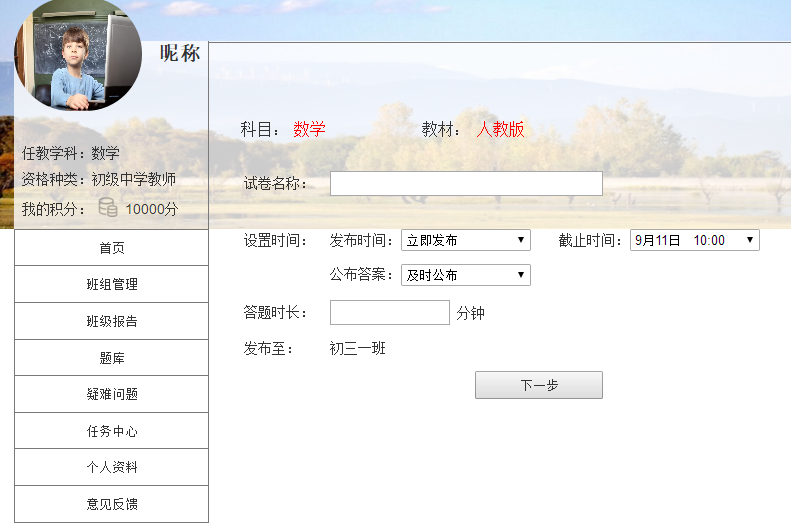 昵称
任教学科：数学
资格种类：初级中学教师
我的积分： 10000分
首页
班组管理
班级报告
题库
疑难问题
任务中心
个人资料
意见反馈
科目： 数学 教材： 人教版
试卷名称：
设置时间： 发布时间： 立即发布 截止时间： 9月11日 10:00
公布答案： 及时公布
答题时长： 分钟
发布至： 初三一班
下一步